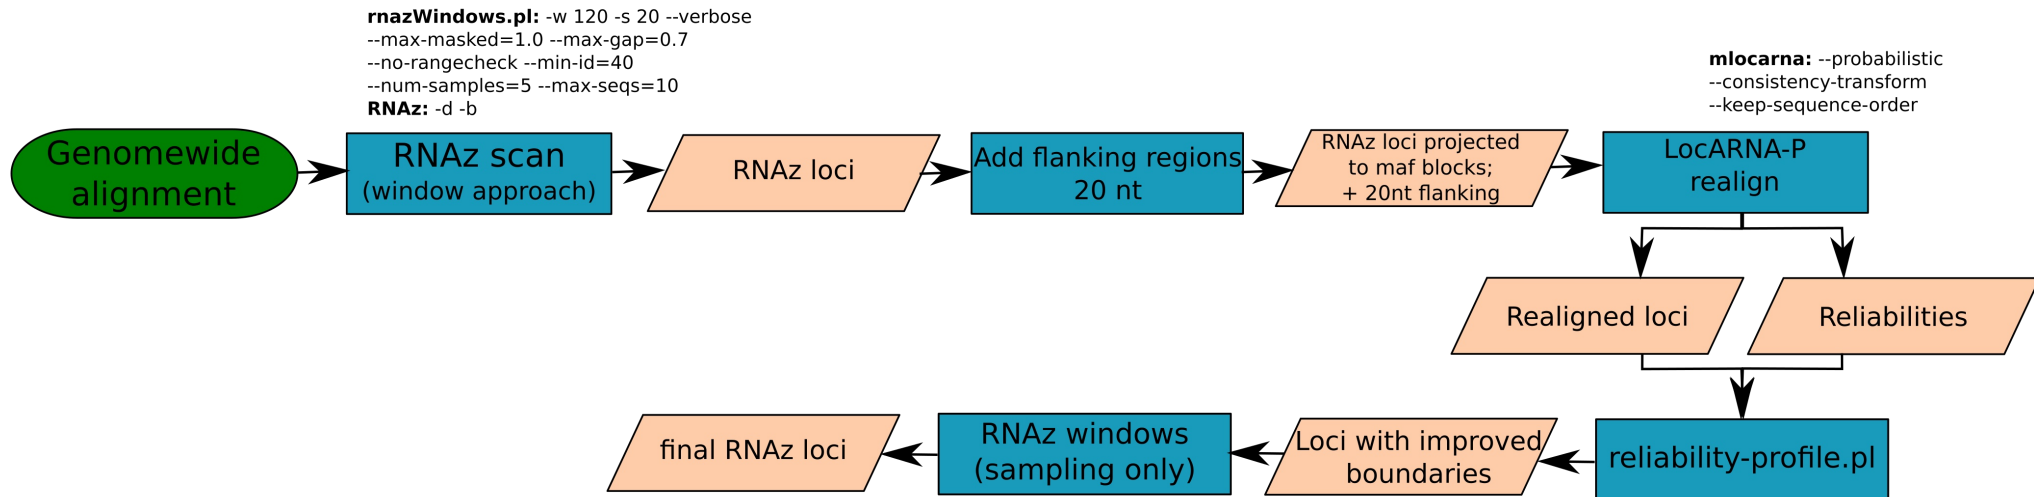 rnazWindows.pl: -w 120 -s 20 --verbose
--max-masked=1.0 --max-gap=0.7
--no-rangecheck --min-id=40
--num-samples=5 --max-seqs=10
RNAz: -d -b
mlocarna: --probabilistic
--consistency-transform
--keep-sequence-order
Genomewide
alignment
RNAz scan
(window approach)
RNAz loci
Add flanking regions
20 nt
RNAz loci projected
to maf blocks;
+ 20nt flanking
LocARNA-P
realign
Realigned loci
Reliabilities
reliability-profile.pl
Loci with improved
boundaries
RNAz windows
(sampling only)
final RNAz loci